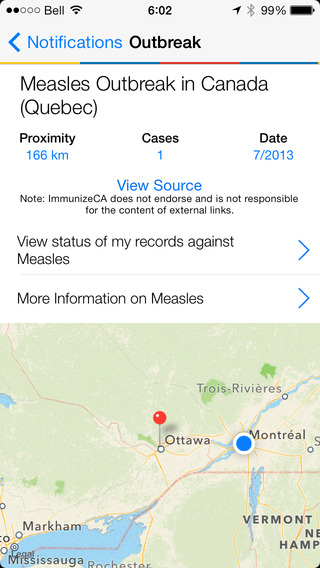 Bell 6:02 99%
Notifications Outbreak
Measles Outbreak in Canada
(Quebec)
Proximity Cases Date
166 km 1 7/2013
View Source
Note: ImmunizeCA does not endorse and is not responsible
for the content of external links.
View status of my records against
Measles
More Information on Measles
Trois-Rivières
Ottawa
Montréal
S
VERMONT
NE
HAMP
Markham
to
Legal
Mississauga
Rochester